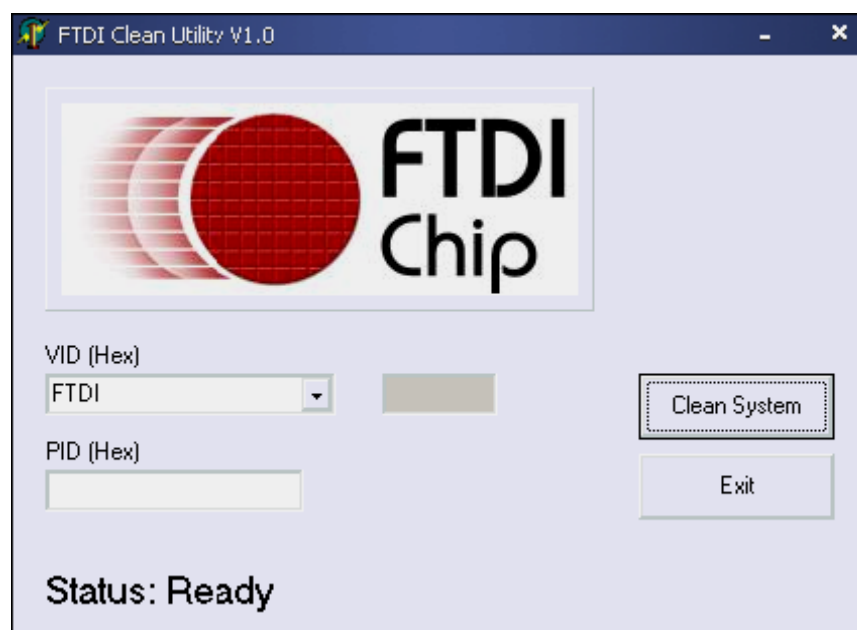 FTDI Clean Utility V1.0
FTDI
Chip
VID (Hex)
FTDI
Clean System
PID (Hex)
Exit
Status: Ready